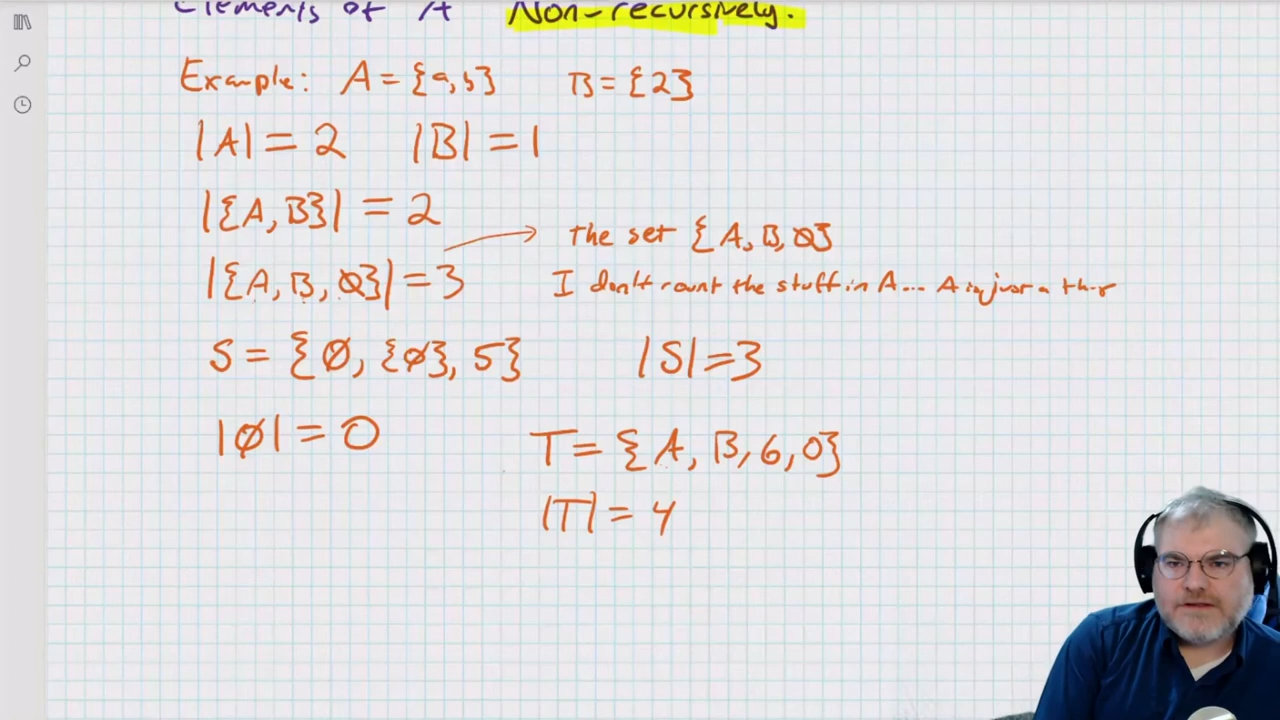 Elements of A Non-recursively.
Example: A = {a, b} B = {2}
|A| = 2 |B| = 1
|{A, B}| = 2
The set {A, B, ∅}
|{A, B, ∅}| = 3
I don't count the stuff in A... A is just a thing
S = {∅, {∅}, 5} |S| = 3
|∅| = 0
T = {A, B, 6, 0}
|T| = 4